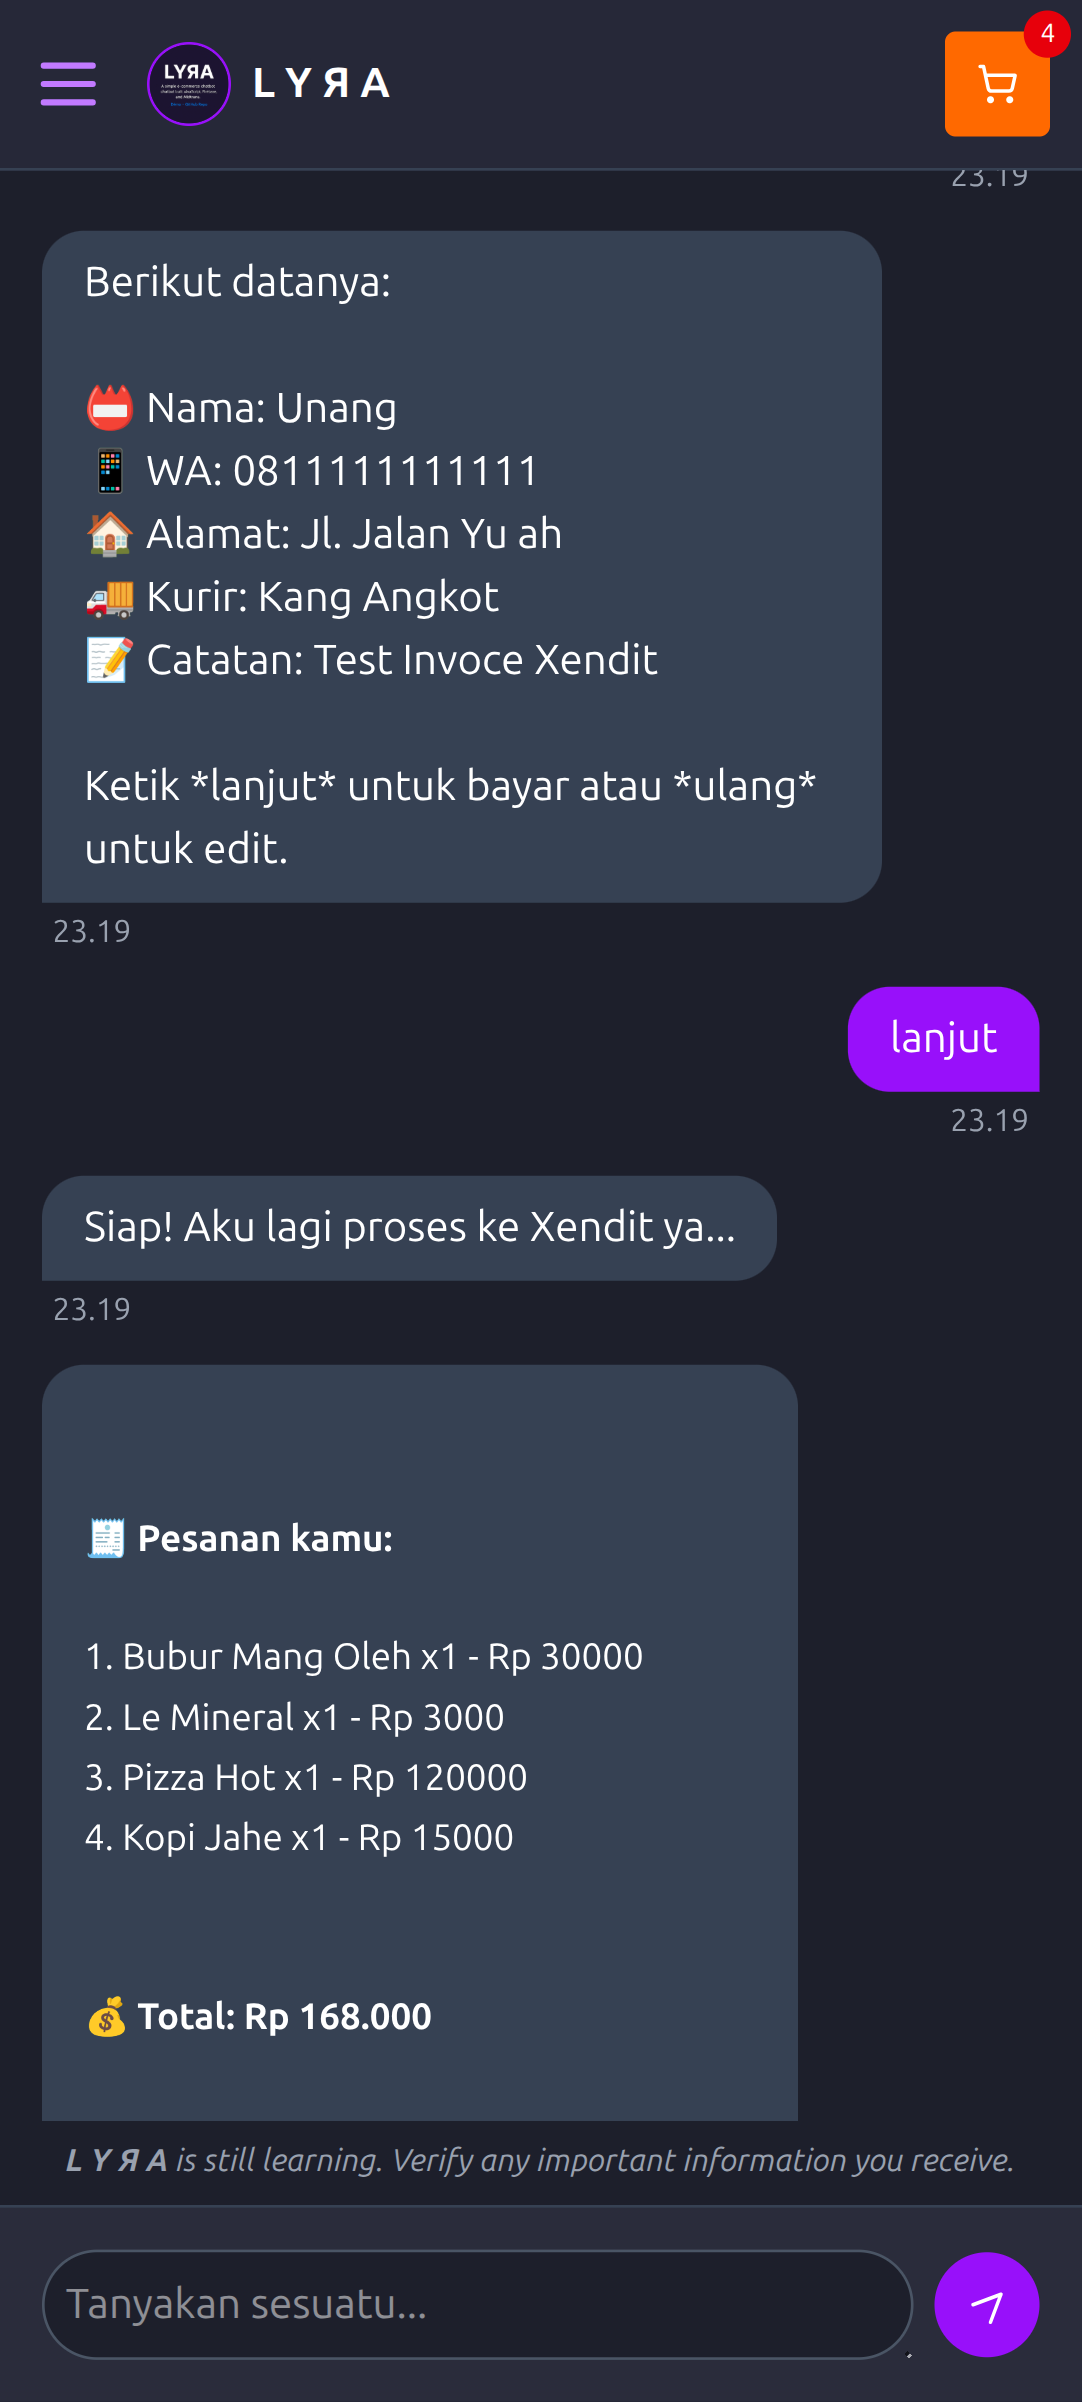 LYЯA
L Y Я A
4
23.19
Berikut datanya:
📛 Nama: Unang
📱 WA: 0811111111111
🏠 Alamat: Jl. Jalan Yu ah
🚚 Kurir: Kang Angkot
📝 Catatan: Test Invoce Xendit
Ketik *lanjut* untuk bayar atau *ulang*
untuk edit.
23.19
lanjut
23.19
Siap! Aku lagi proses ke Xendit ya...
23.19
🧾 Pesanan kamu:
1. Bubur Mang Oleh x1 - Rp 30000
2. Le Mineral x1 - Rp 3000
3. Pizza Hot x1 - Rp 120000
4. Kopi Jahe x1 - Rp 15000
💰 Total: Rp 168.000
L Y Я A is still learning. Verify any important information you receive.
Tanyakan sesuatu...